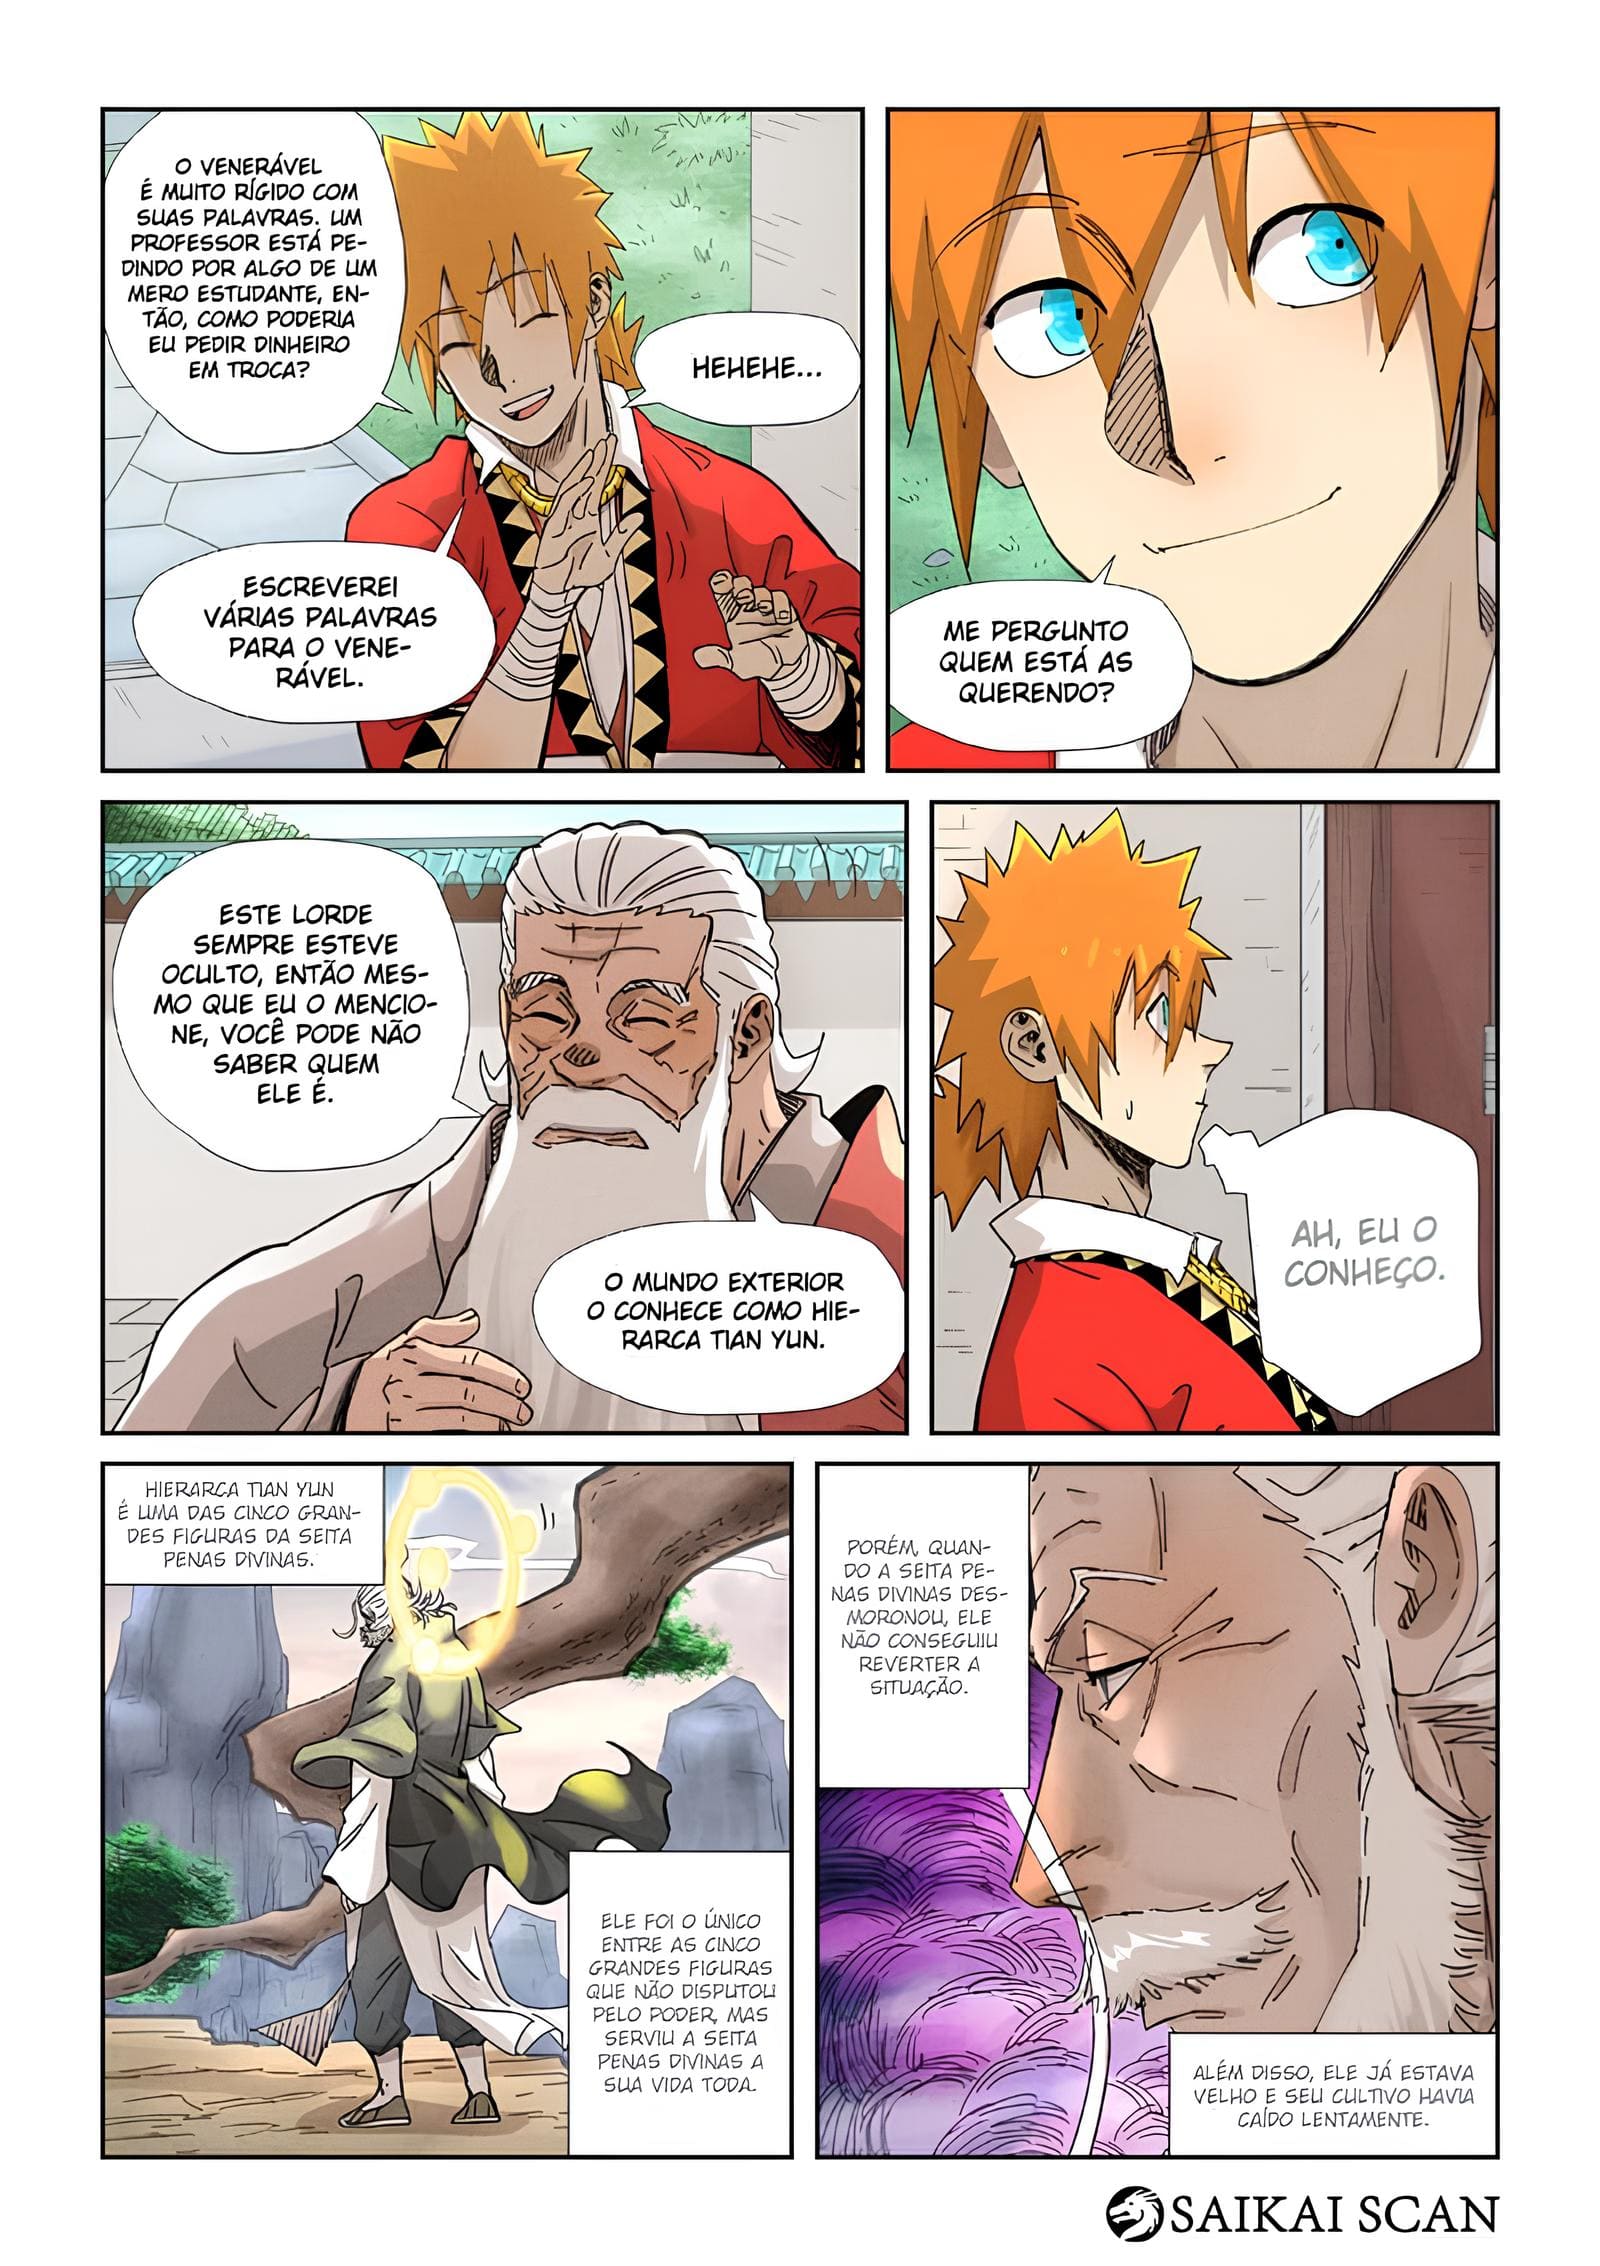 O VENERÁVEL
É MUITO RÍGIDO COM
SUAS PALAVRAS. UM
PROFESSOR ESTÁ PE-
DINDO POR ALGO DE UM
MERO ESTUDANTE, EN-
TÃO, COMO PODERIA
EU PEDIR DINHEIRO
EM TROCA?
HEHEHE...
ESCREVEREI
VÁRIAS PALAVRAS
PARA O VENE-
RÁVEL.
ME PERGUNTO
QUEM ESTÁ AS
QUERENDO?
ESTE LORDE
SEMPRE ESTEVE
OCULTO, ENTÃO MES-
MO QUE EU O MENCIO-
NE, VOCÊ PODE NÃO
SABER QUEM
ELE É.
O MUNDO EXTERIOR
O CONHECE COMO HIE-
RARCA TIAN YUN.
AH, EU O
CONHEÇO.
HIERARCA TIAN YUN
É UMA DAS CINCO GRAN-
DES FIGURAS DA SEITA
PENAS DIVINAS.
ELE FOI O ÚNICO
ENTRE AS CINCO
GRANDES FIGURAS
QUE NÃO DISPUTOU
PELO PODER, MAS
SERVIU A SEITA
PENAS DIVINAS A
SUA VIDA TODA.
PORÉM, QUAN-
DO A SEITA PE-
NAS DIVINAS DES-
MORONOU, ELE
NÃO CONSEGUIU
REVERTER A
SITUAÇÃO.
ALÉM DISSO, ELE JÁ ESTAVA
VELHO E SEU CULTIVO HAVIA
CAÍDO LENTAMENTE.
SAIKAI SCAN